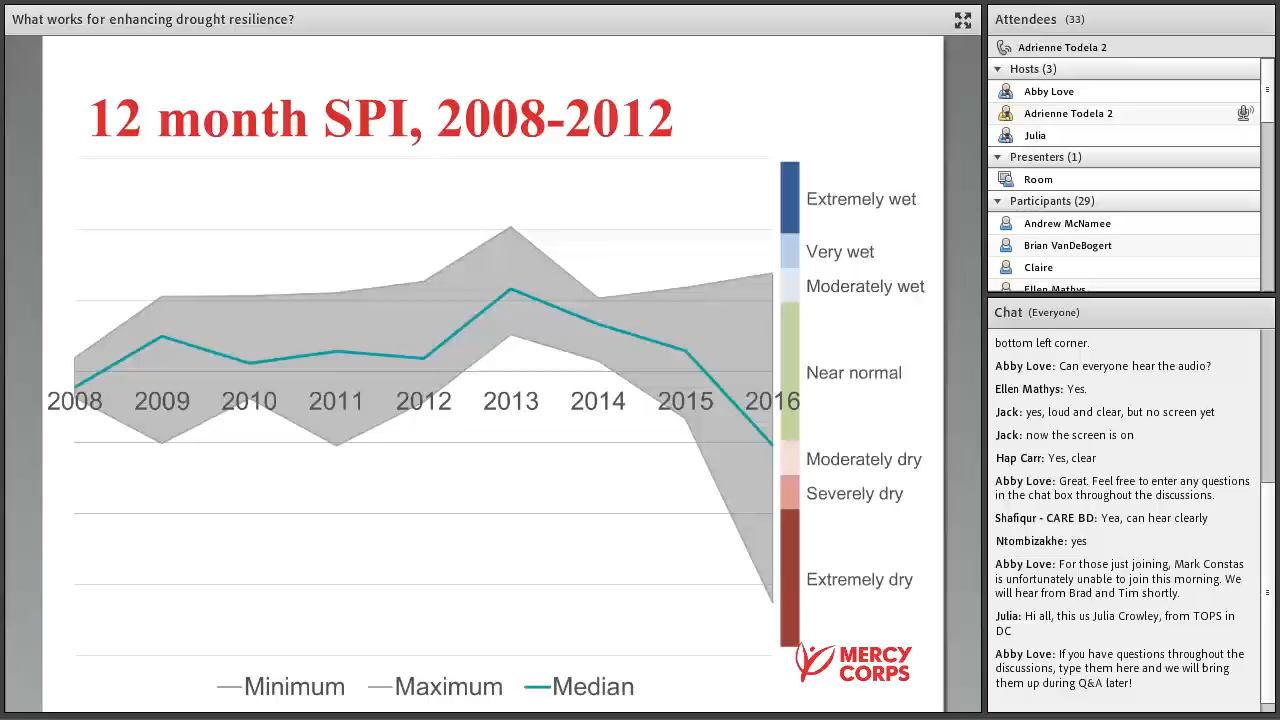 What works for enhancing drought resilience?
12 month SPI, 2008-2012
Extremely wet
Very wet
Moderately wet
Near normal
Moderately dry
Severely dry
Extremely dry
2008 2009 2010 2011 2012 2013 2014 2015 2016
Minimum Maximum Median
MERCY
CORPS
Attendees (33)
Adrienne Todela 2
Hosts (3)
Abby Love
Adrienne Todela 2
Julia
Presenters (1)
Room
Participants (29)
Andrew McNamee
Brian VanDeBogert
Claire
Ellen Mathys
Chat (Everyone)
bottom left corner.
Abby Love: Can everyone hear the audio?
Ellen Mathys: Yes.
Jack: yes, loud and clear, but no screen yet
Jack: now the screen is on
Hap Carr: Yes, clear
Abby Love: Great. Feel free to enter any questions
in the chat box throughout the discussions.
Shafiqur - CARE BD: Yea, can hear clearly
Ntombizakhe: yes
Abby Love: For those just joining, Mark Constas
is unfortunately unable to join this morning. We
will hear from Brad and Tim shortly.
Julia: Hi all, this us Julia Crowley, from TOPS in
DC
Abby Love: If you have questions throughout the
discussions, type them here and we will bring
them up during Q&A later!